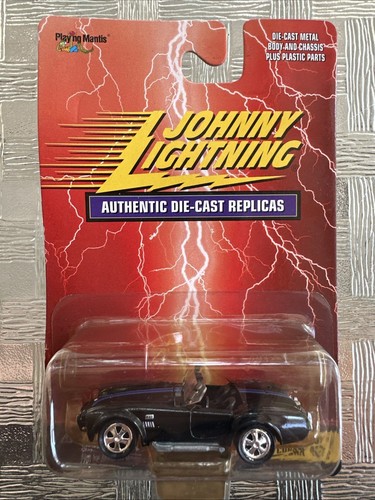 Playing Mantis
DIE-CAST METAL
BODY-AND-CHASSIS
PLUS PLASTIC PARTS
JOHNNY
LIGHTNING
AUTHENTIC DIE-CAST REPLICAS